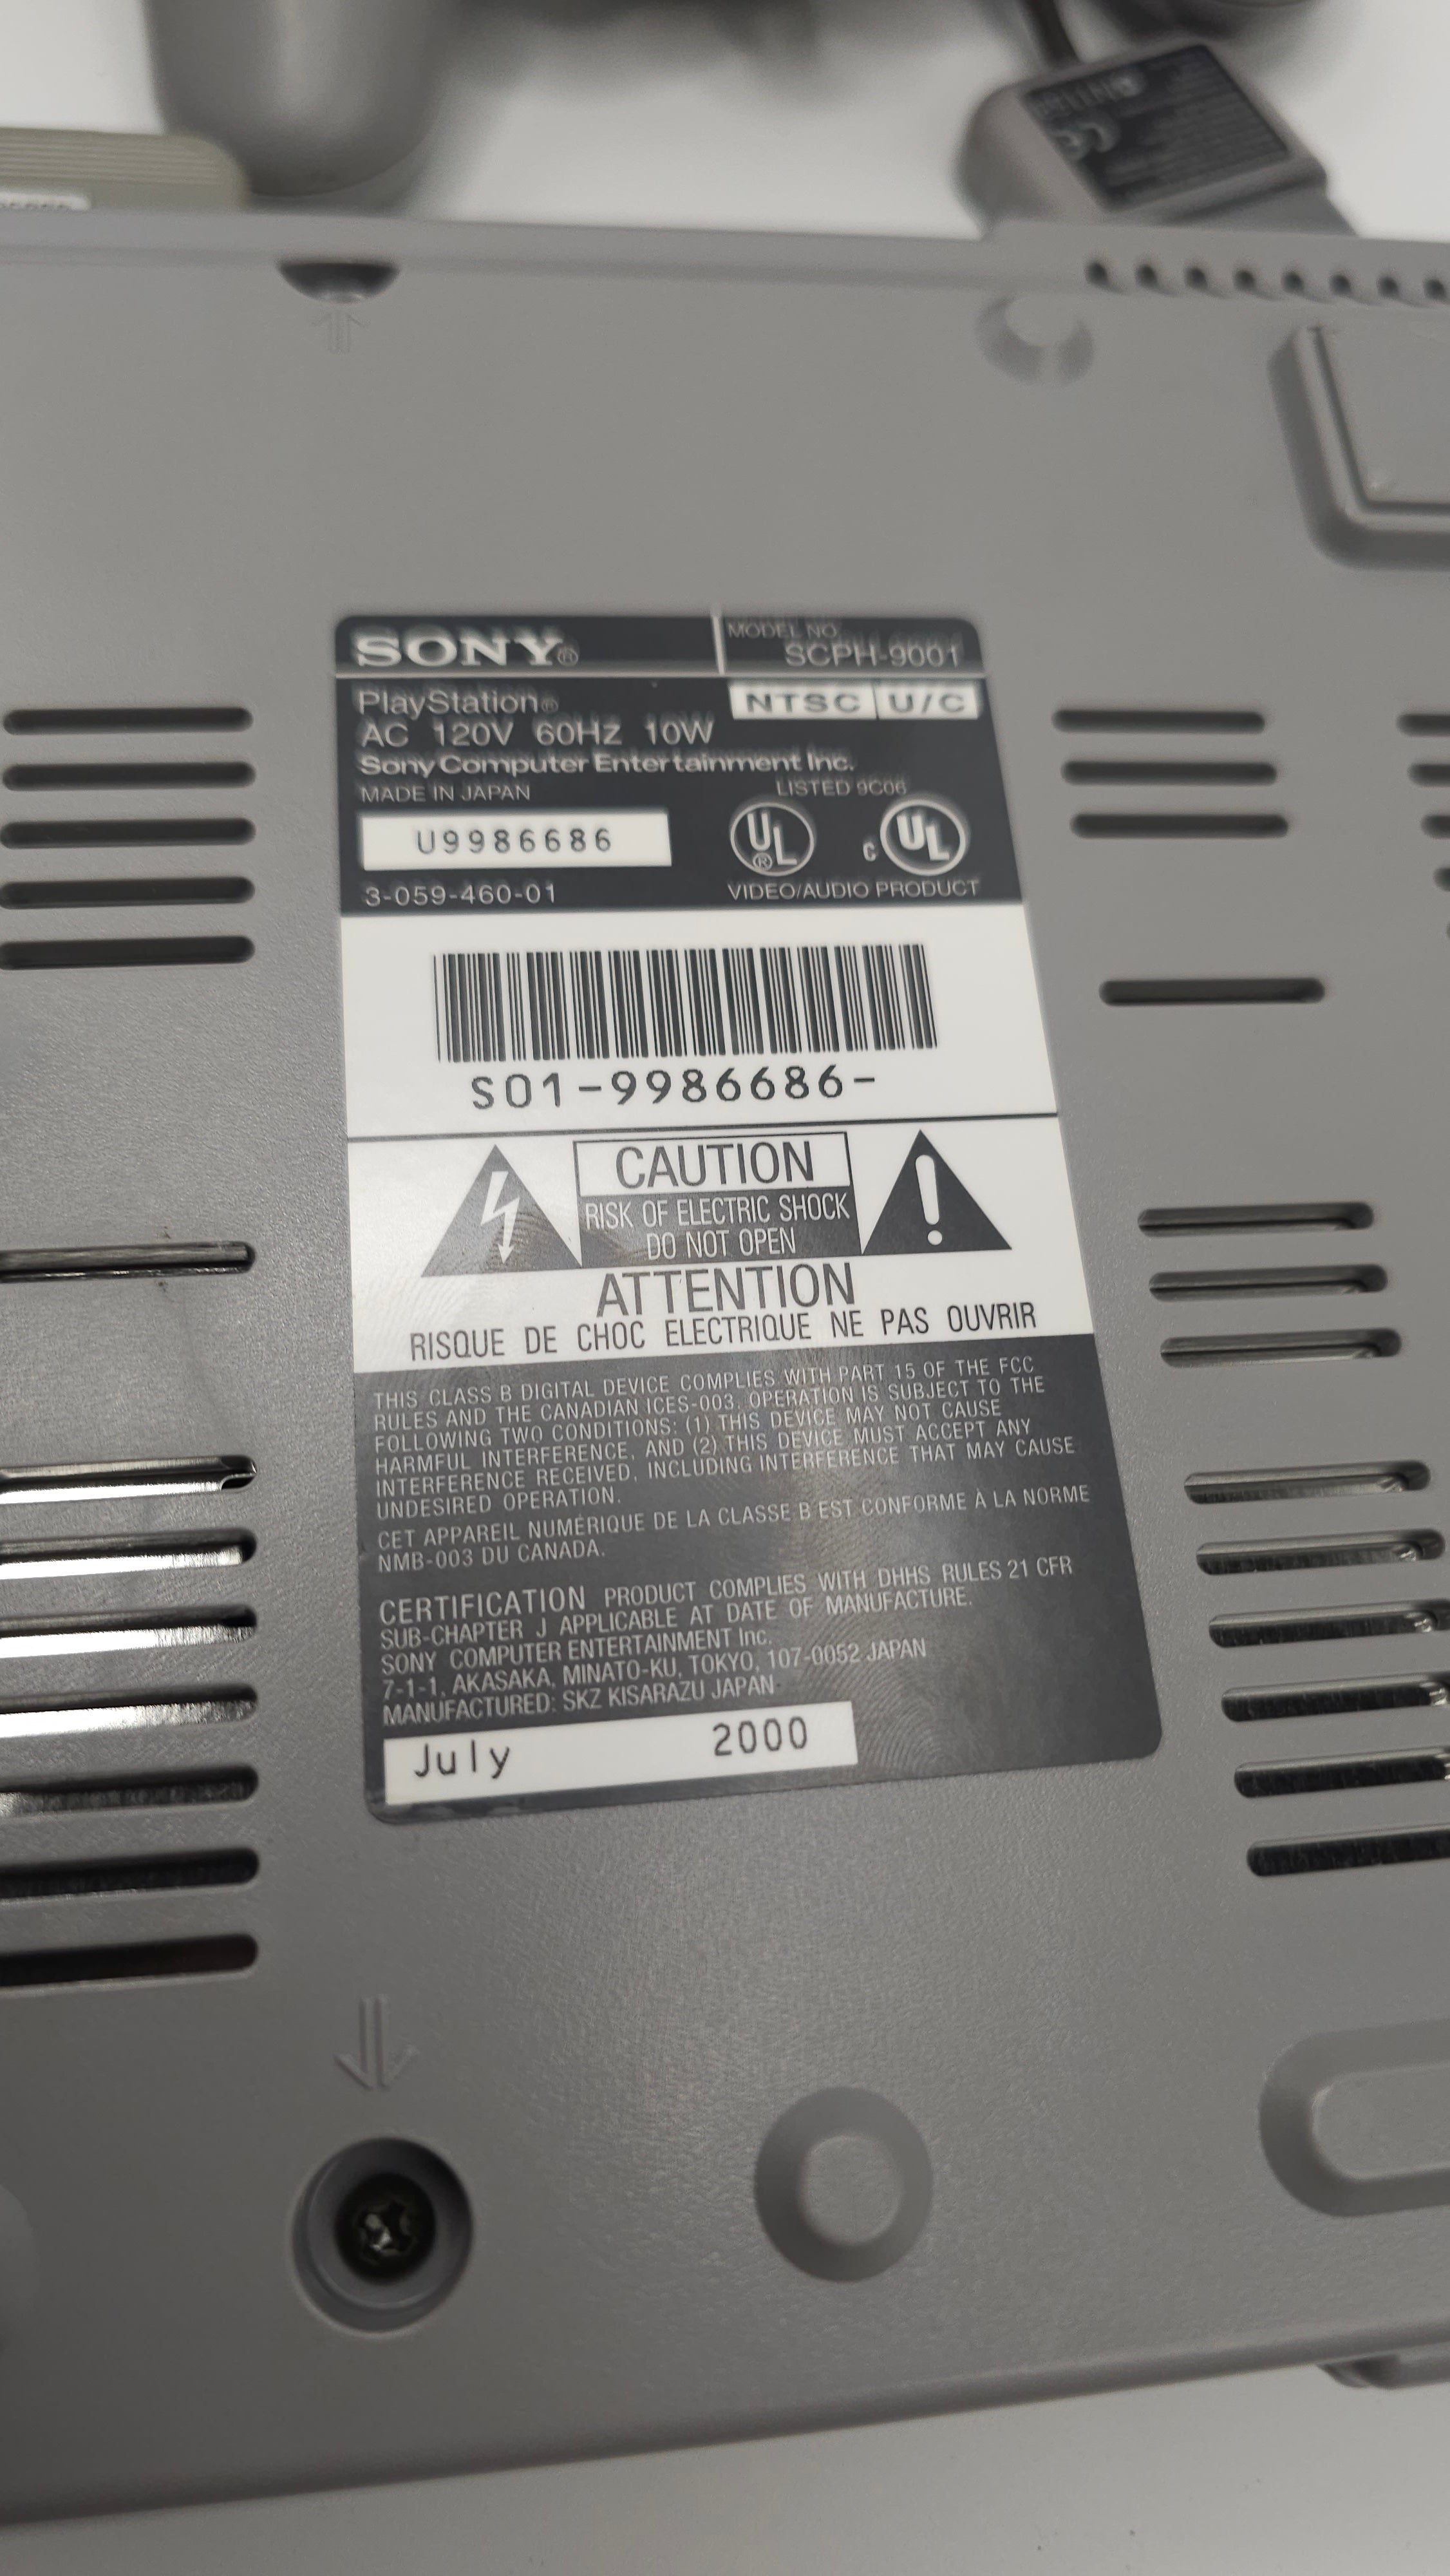 SONY®
MODEL NO.
SCPH-9001
PlayStation®
NTSC U/C
AC 120V 60Hz 10W
Sony Computer Entertainment Inc.
MADE IN JAPAN
LISTED 9C06
U9986686
UL® c UL
3-059-460-01
VIDEO/AUDIO PRODUCT
S01-9986686-
CAUTION
RISK OF ELECTRIC SHOCK
DO NOT OPEN
ATTENTION
RISQUE DE CHOC ELECTRIQUE NE PAS OUVRIR
THIS CLASS B DIGITAL DEVICE COMPLIES WITH PART 15 OF THE FCC
RULES AND THE CANADIAN ICES-003. OPERATION IS SUBJECT TO THE
FOLLOWING TWO CONDITIONS: (1) THIS DEVICE MAY NOT CAUSE
HARMFUL INTERFERENCE, AND (2) THIS DEVICE MUST ACCEPT ANY
INTERFERENCE RECEIVED, INCLUDING INTERFERENCE THAT MAY CAUSE
UNDESIRED OPERATION.
CET APPAREIL NUMÉRIQUE DE LA CLASSE B EST CONFORME À LA NORME
NMB-003 DU CANADA.
CERTIFICATION PRODUCT COMPLIES WITH DHHS RULES 21 CFR
SUB-CHAPTER J APPLICABLE AT DATE OF MANUFACTURE.
SONY COMPUTER ENTERTAINMENT Inc.
7-1-1, AKASAKA, MINATO-KU, TOKYO, 107-0052 JAPAN
MANUFACTURED: SKZ KISARAZU JAPAN
July 2000